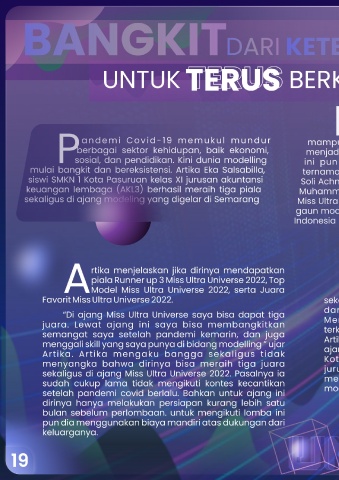 BANGKIT DARI KETE
UNTUK TERUS BERK
Pandemi Covid-19 memukul mundur
berbagai sektor kehidupan, baik ekonomi,
sosial, dan pendidikan. Kini dunia modelling
mulai bangkit dan bereksistensi. Artika Eka Salsabilla,
siswi SMKN 1 Kota Pasuruan kelas XI jurusan akuntansi
keuangan lembaga (AKL3) berhasil meraih tiga piala
sekaligus di ajang modeling yang digelar di Semarang
Artika menjelaskan jika dirinya mendapatkan
piala Runner up 3 Miss Ultra Universe 2022, Top
Model Miss Ultra Universe 2022, serta Juara
Favorit Miss Ultra Universe 2022.
"Di ajang Miss Ultra Universe saya bisa dapat tiga
juara. Lewat ajang ini saya bisa membangkitkan
semangat saya setelah pandemi kemarin, dan juga
menggali skill yang saya punya di bidang modelling" ujar
Artika. Artika mengaku bangga sekaligus tidak
menyangka bahwa dirinya bisa meraih tiga juara
sekaligus di ajang Miss Ultra Universe 2022. Pasalnya ia
sudah cukup lama tidak mengikuti kontes kecantikan
setelah pandemi covid berlalu. Bahkan untuk ajang ini
dirinya hanya melakukan persiapan kurang lebih satu
bulan sebelum perlombaan. untuk mengikuti lomba ini
pun dia menggunakan biaya mandiri atas dukungan dari
keluarganya.
mampu
menjad
ini pun
ternama
Soli Achm
Muhamm
Miss Ultra
gaun mod
Indonesia
sek
dar
Me
ter
Arti
aja
Kot
juru
me
mo
19